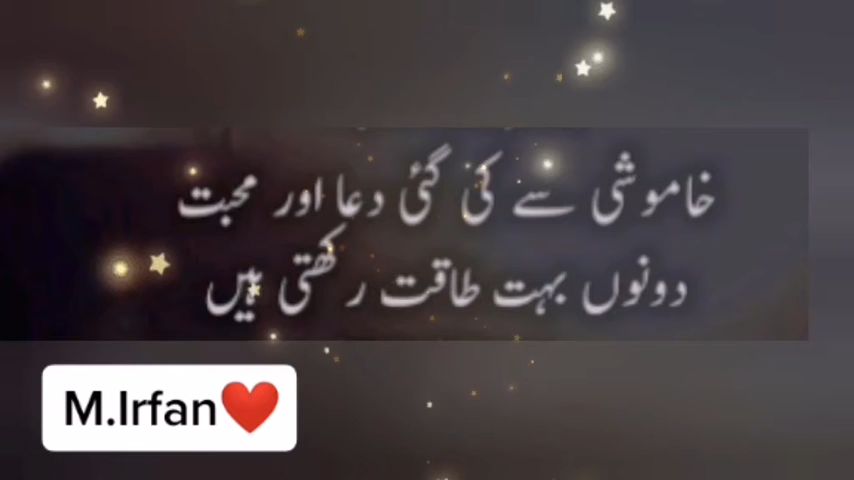 خاموشی سے کی گئی دعا اور محبت
دونوں بہت طاقت رکھتی ہیں
M.Irfan❤️